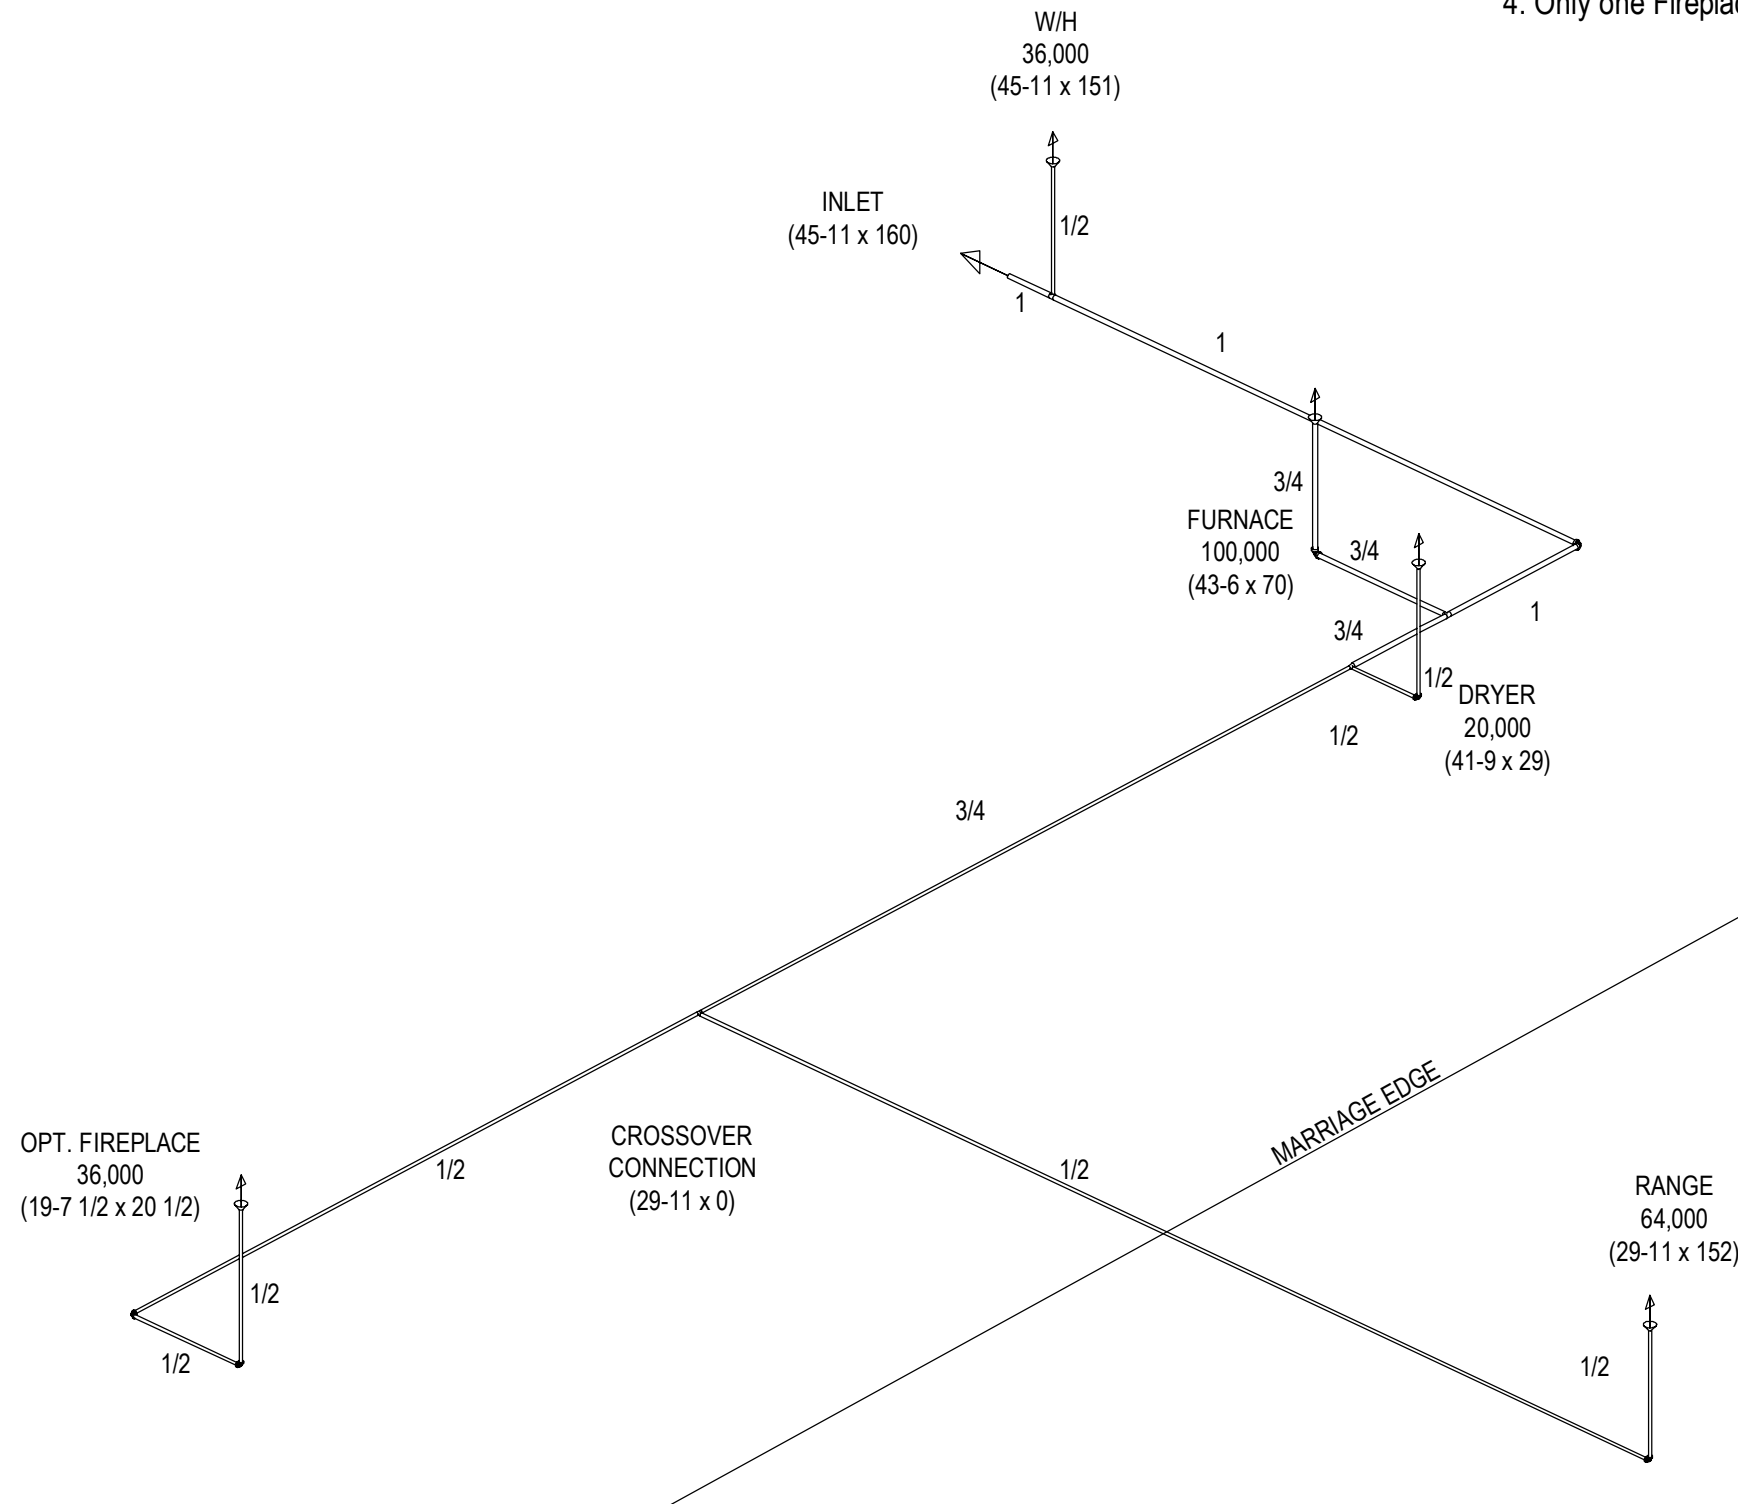 4. Only one
W/H
36,000
(45-11 x 151)
INLET
(45-11 x 160)
1/2
1
1
3/4
FURNACE
100,000
(43-6 x 70)
3/4
1
3/4
1/2
DRYER
20,000
(41-9 x 29)
1/2
3/4
MARRIAGE EDGE
OPT. FIREPLACE
36,000
(19-7 1/2 x 20 1/2)
1/2
CROSSOVER
CONNECTION
(29-11 x 0)
1/2
RANGE
64,000
(29-11 x 152)
1/2
1/2
1/2